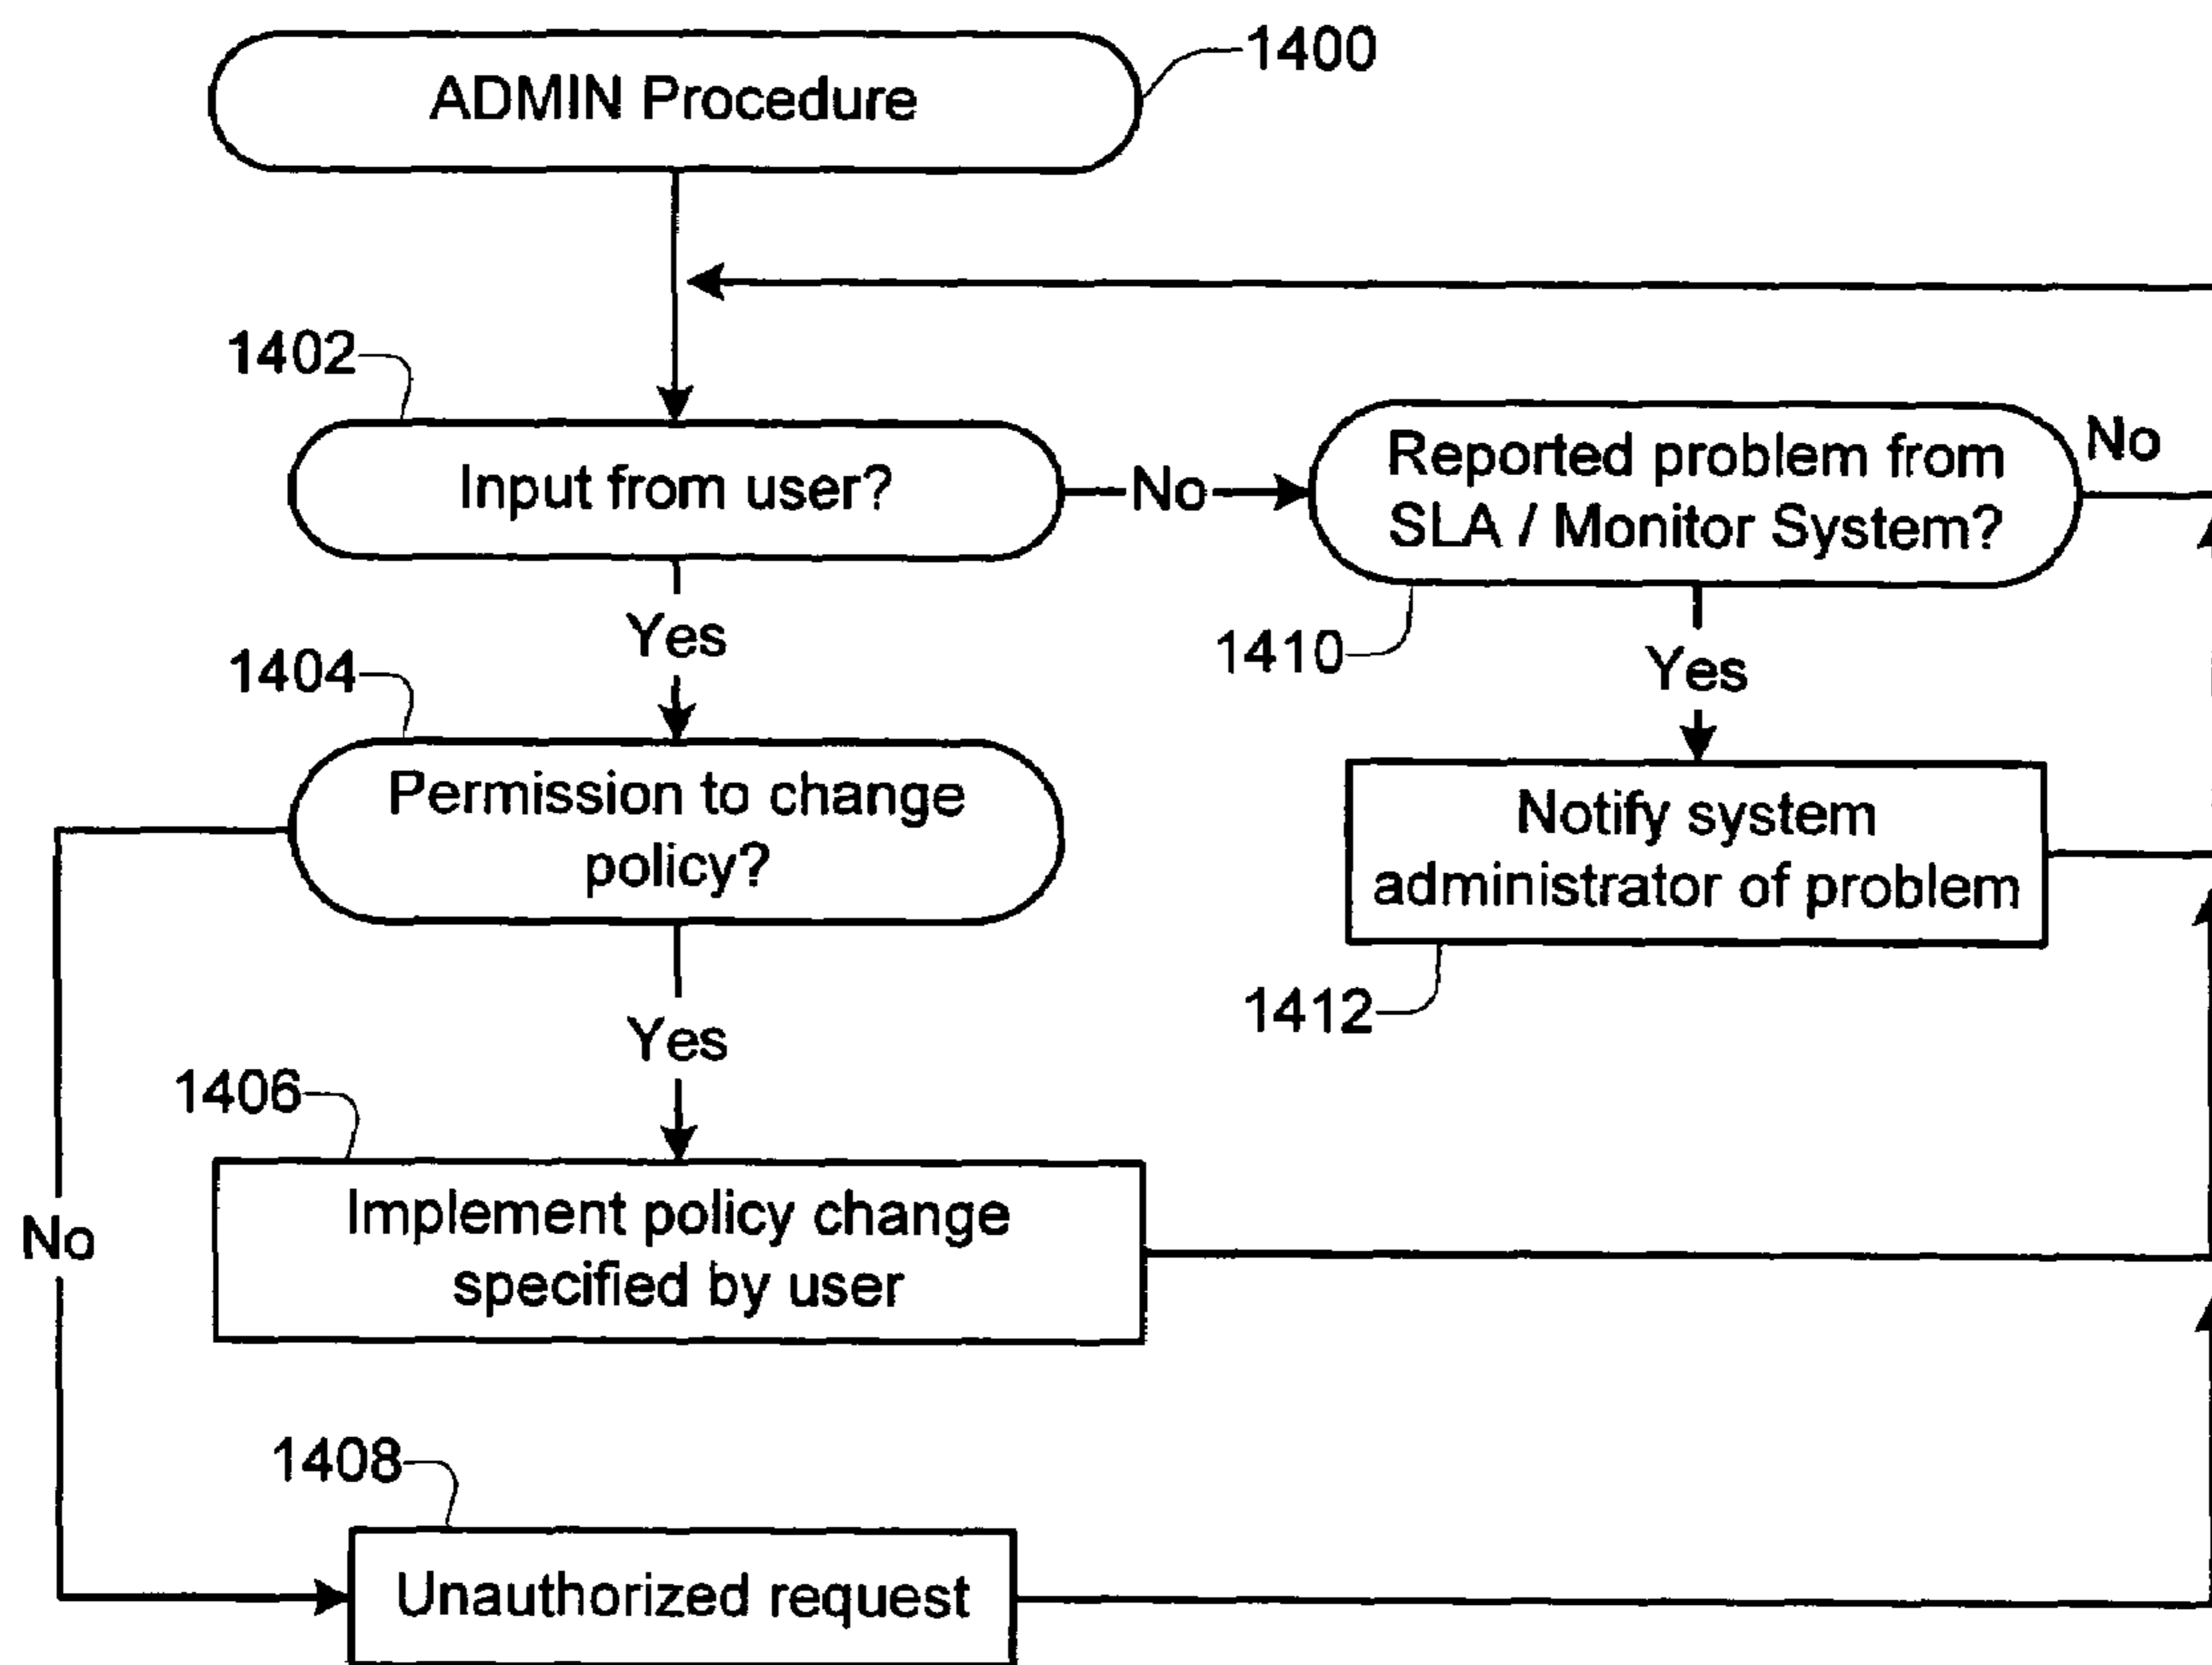 ADMIN Procedure
1400
1402
Input from user?
No
Reported problem from
SLA / Monitor System?
No
1410
Yes
Yes
1404
Permission to change
policy?
Notify system
administrator of problem
1412
Yes
1406
Implement policy change
specified by user
No
1408
Unauthorized request